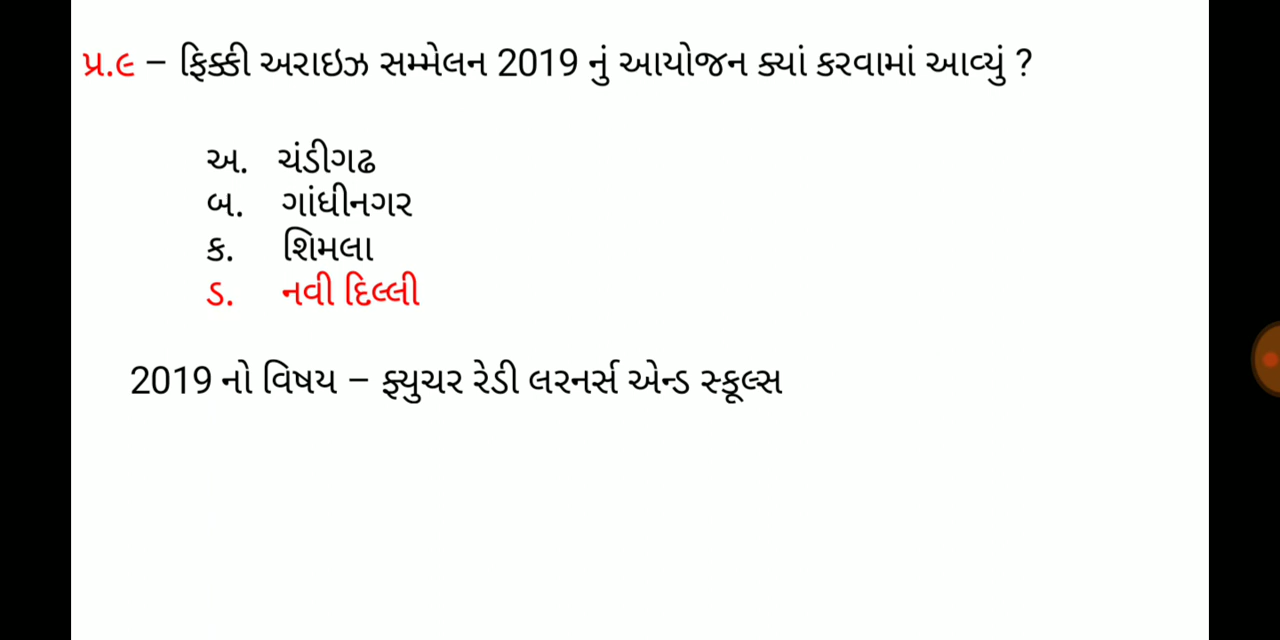 પ્ર.૯ – ફિક્કી અરાઇઝ સમ્મેલન 2019 નું આયોજન ક્યાં કરવામાં આવ્યું ?
અ. ચંડીગઢ
બ. ગાંધીનગર
ક. શિમલા
ડ. નવી દિલ્લી
2019 નો વિષય – ફ્યુચર રેડી લરનર્સ એન્ડ સ્કૂલ્સ